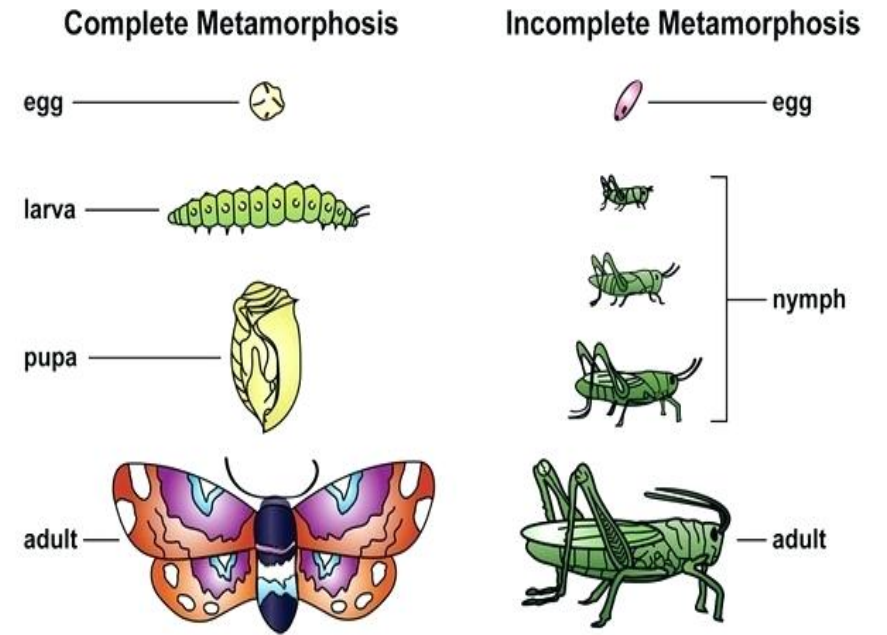 Complete Metamorphosis
egg
larva
pupa
adult
Incomplete Metamorphosis
egg
nymph
adult